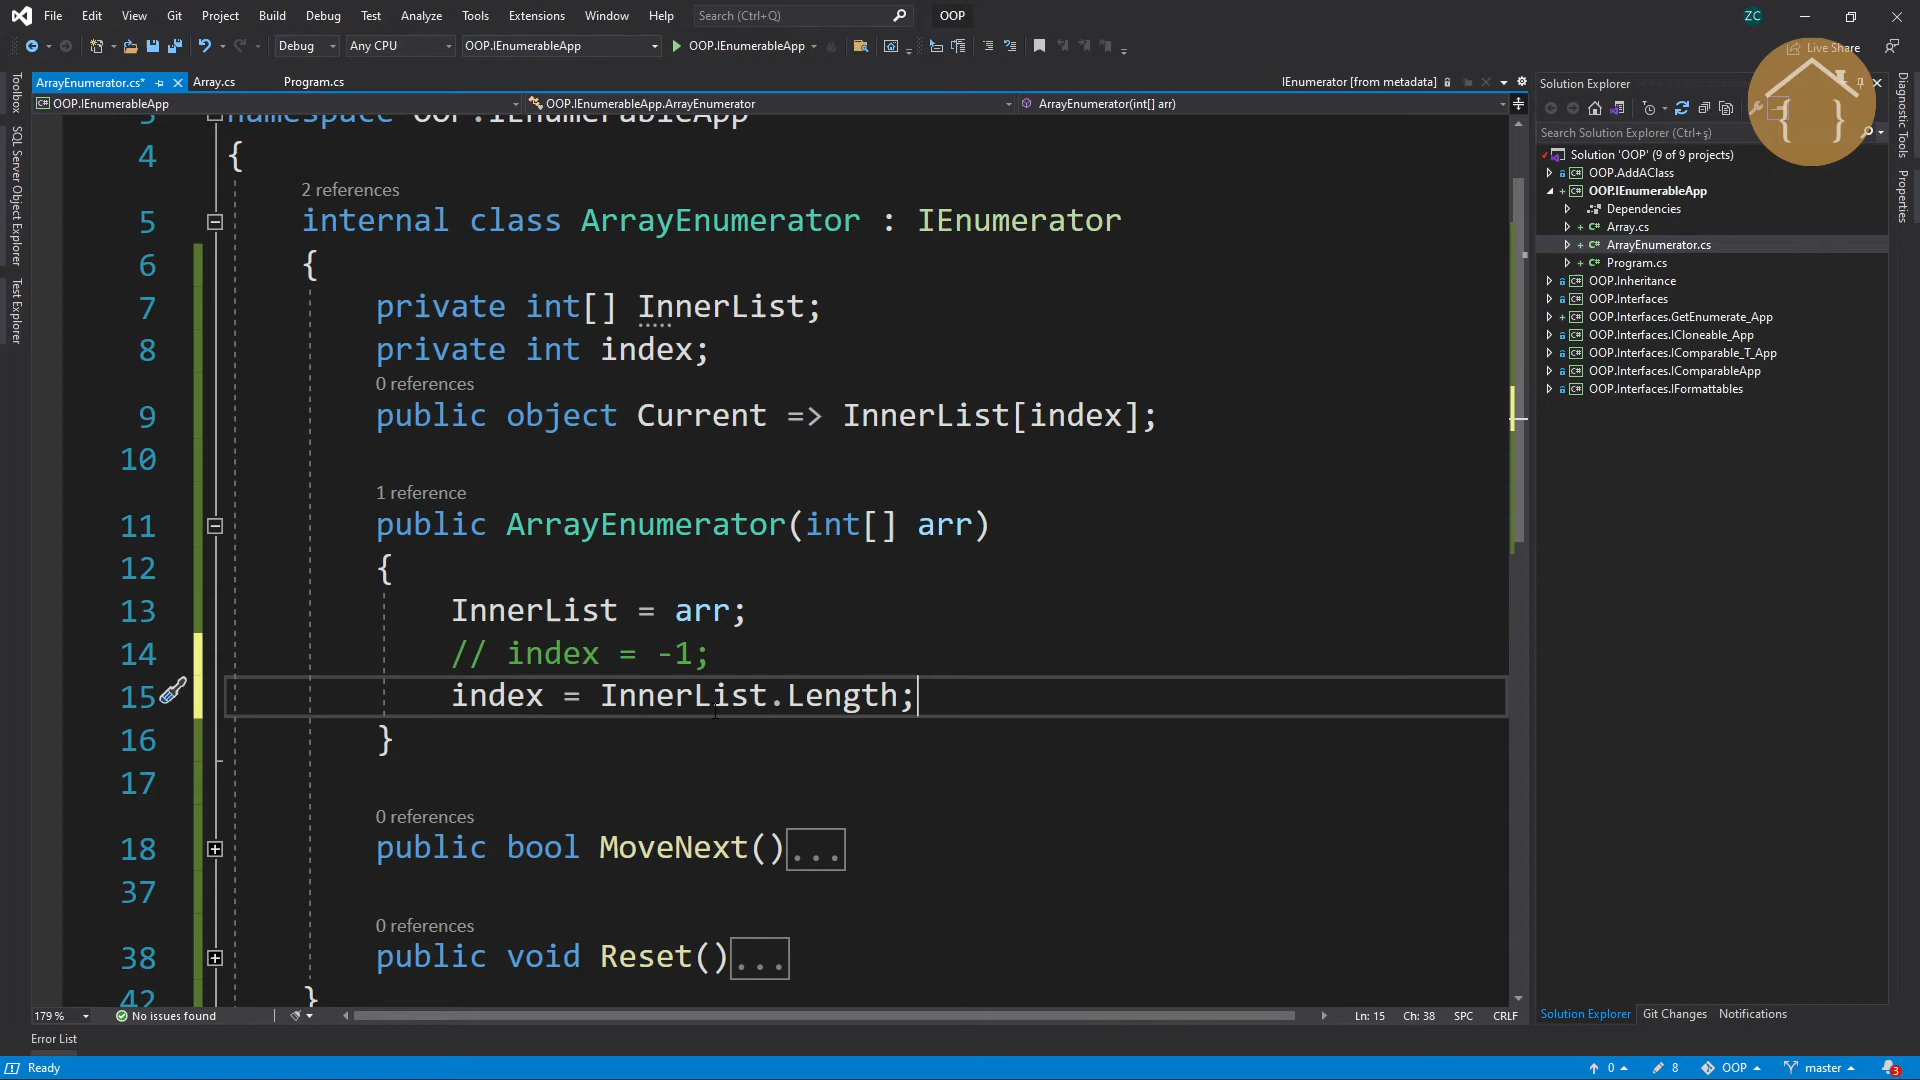 File Edit View Git Project Build Debug Test Analyze Tools Extensions Window Help Search (Ctrl+Q) OOP ZC
Debug Any CPU OOP.IEnumerableApp OOP.IEnumerableApp Live Share
ArrayEnumerator.cs* Array.cs Program.cs IEnumerator [from metadata]
OOP.IEnumerableApp OOP.IEnumerableApp.ArrayEnumerator ArrayEnumerator(int[] arr)
Toolbox
SQL Server Object Explorer
Test Explorer
3 namespace OOP.IEnumerableApp
4 {
2 references
5 internal class ArrayEnumerator : IEnumerator
6 {
7 private int[] InnerList;
8 private int index;
0 references
9 public object Current => InnerList[index];
10
1 reference
11 public ArrayEnumerator(int[] arr)
12 {
13 InnerList = arr;
14 // index = -1;
15 index = InnerList.Length;
16 }
17
0 references
18 public bool MoveNext()...
37
0 references
38 public void Reset()...
42 }
179 % No issues found Ln: 15 Ch: 38 SPC CRLF
Error List
Ready 0 8 OOP master 3
Solution Explorer
Search Solution Explorer (Ctrl+ş)
Solution 'OOP' (9 of 9 projects)
OOP.AddAClass
OOP.IEnumerableApp
Dependencies
Array.cs
ArrayEnumerator.cs
Program.cs
OOP.Inheritance
OOP.Interfaces
OOP.Interfaces.GetEnumerate_App
OOP.Interfaces.ICloneable_App
OOP.Interfaces.IComparable_T_App
OOP.Interfaces.IComparableApp
OOP.Interfaces.IFormattables
Solution Explorer Git Changes Notifications
Diagnostic Tools
Properties
{ }